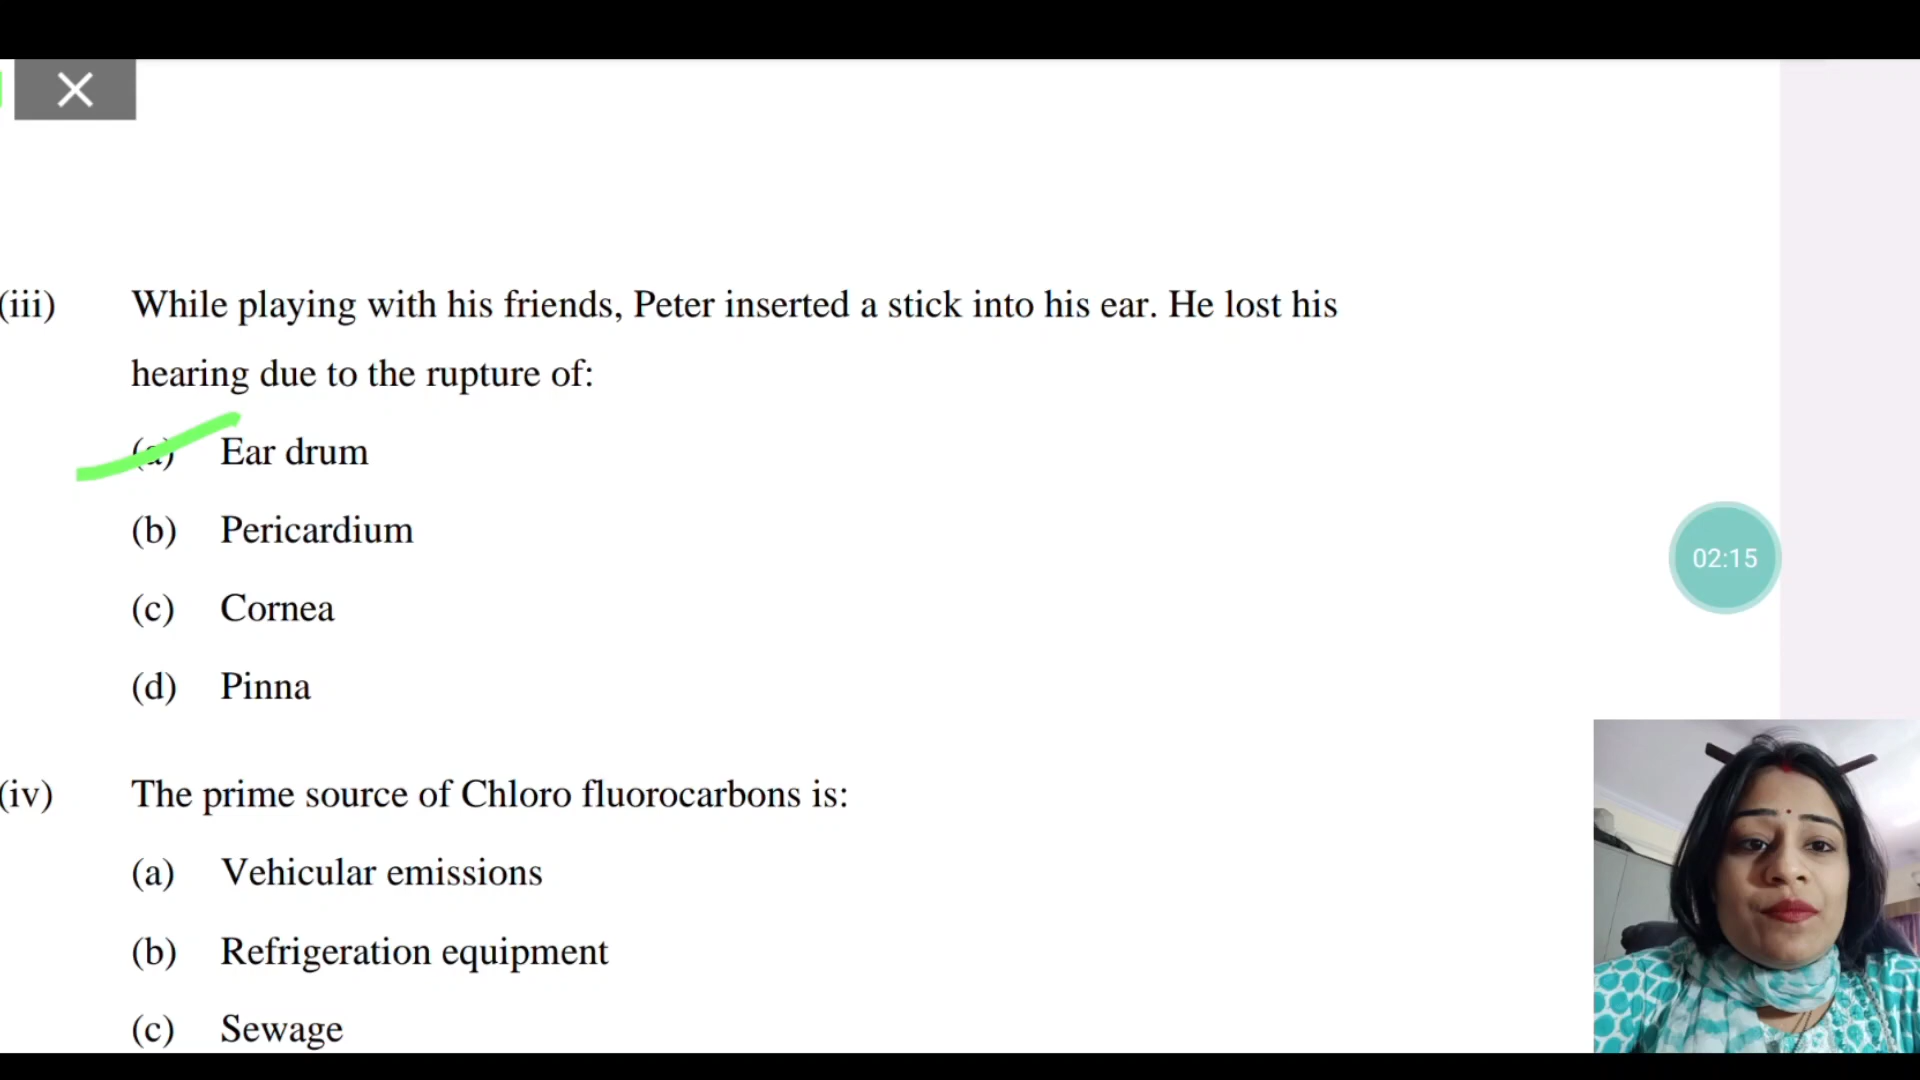 (iii) While playing with his friends, Peter inserted a stick into his ear. He lost his
hearing due to the rupture of:
(a) Ear drum
(b) Pericardium
(c) Cornea
(d) Pinna
02:15
(iv) The prime source of Chloro fluorocarbons is:
(a) Vehicular emissions
(b) Refrigeration equipment
(c) Sewage